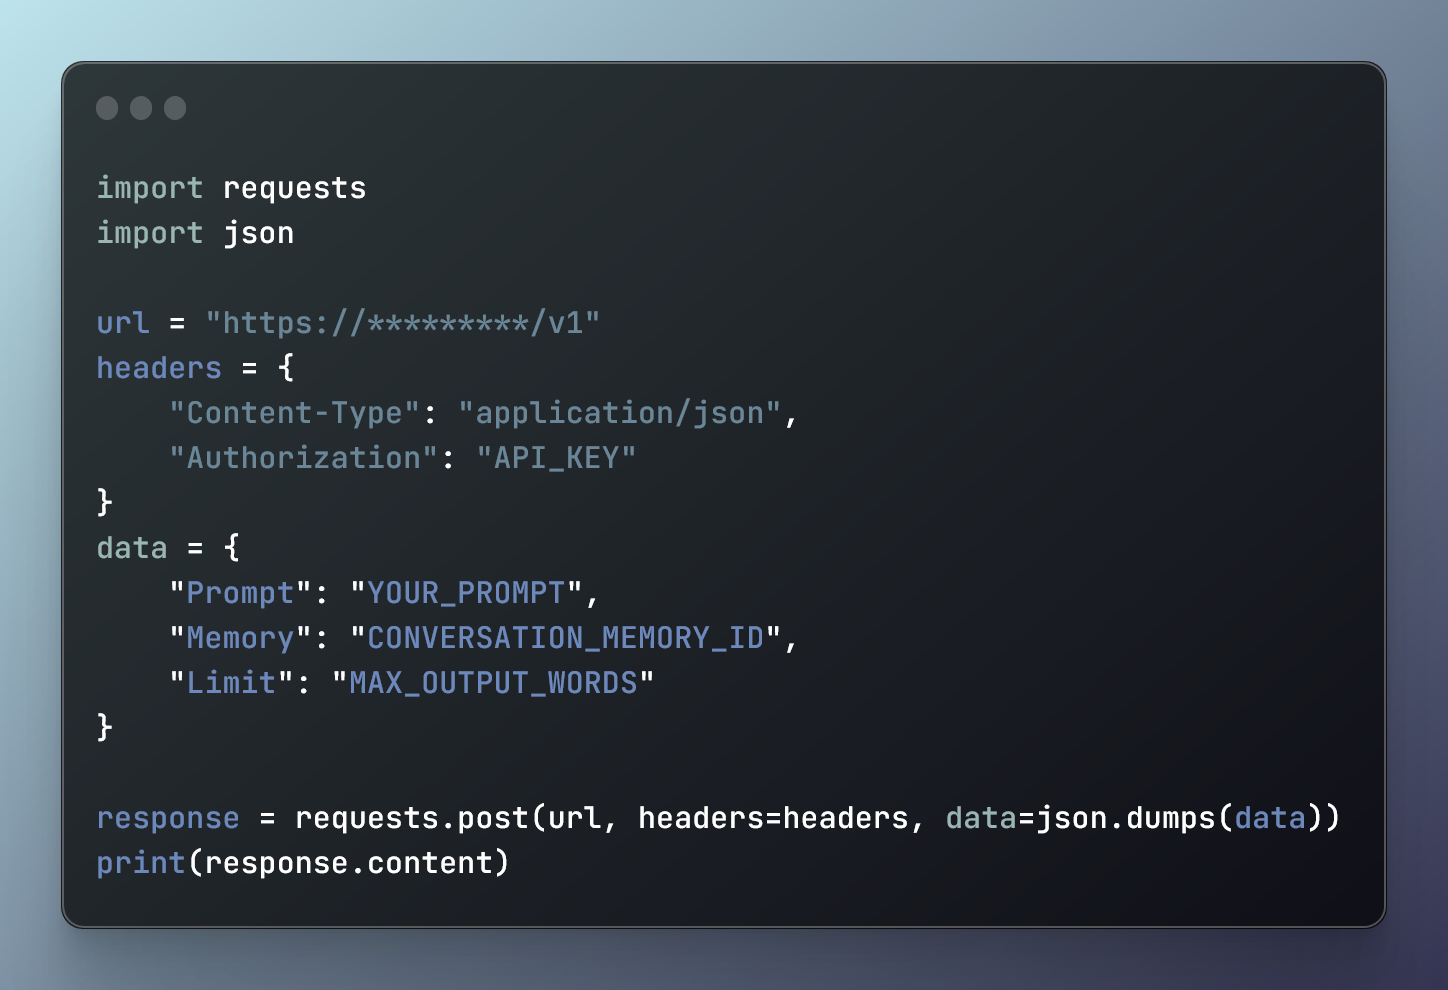 import requests
import json

url = "https://*********/v1"
headers = {
    "Content-Type": "application/json",
    "Authorization": "API_KEY"
}
data = {
    "Prompt": "YOUR_PROMPT",
    "Memory": "CONVERSATION_MEMORY_ID",
    "Limit": "MAX_OUTPUT_WORDS"
}

response = requests.post(url, headers=headers, data=json.dumps(data))
print(response.content)